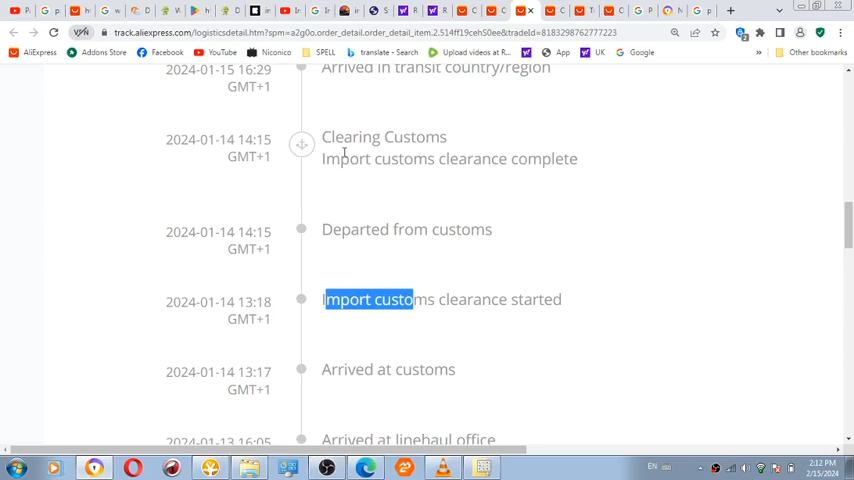 track.aliexpress.com/logisticsdetail.htm?spm=a2g0o.order_detail.order_detail_item.2.514ff19cehS0ee&tradeId=8183298762777223
AliExpress
Addons Store
Facebook
YouTube
Niconico
SPELL
translate - Search
Upload videos at R...
App
UK
Google
Other bookmarks
2024-01-15 16:29
GMT+1
Arrived in transit country/region
2024-01-14 14:15
GMT+1
Clearing Customs
Import customs clearance complete
2024-01-14 14:15
GMT+1
Departed from customs
2024-01-14 13:18
GMT+1
Import customs clearance started
2024-01-14 13:17
GMT+1
Arrived at customs
2024-01-13 16:05
Arrived at linehaul office
EN
2:12 PM
2/15/2024